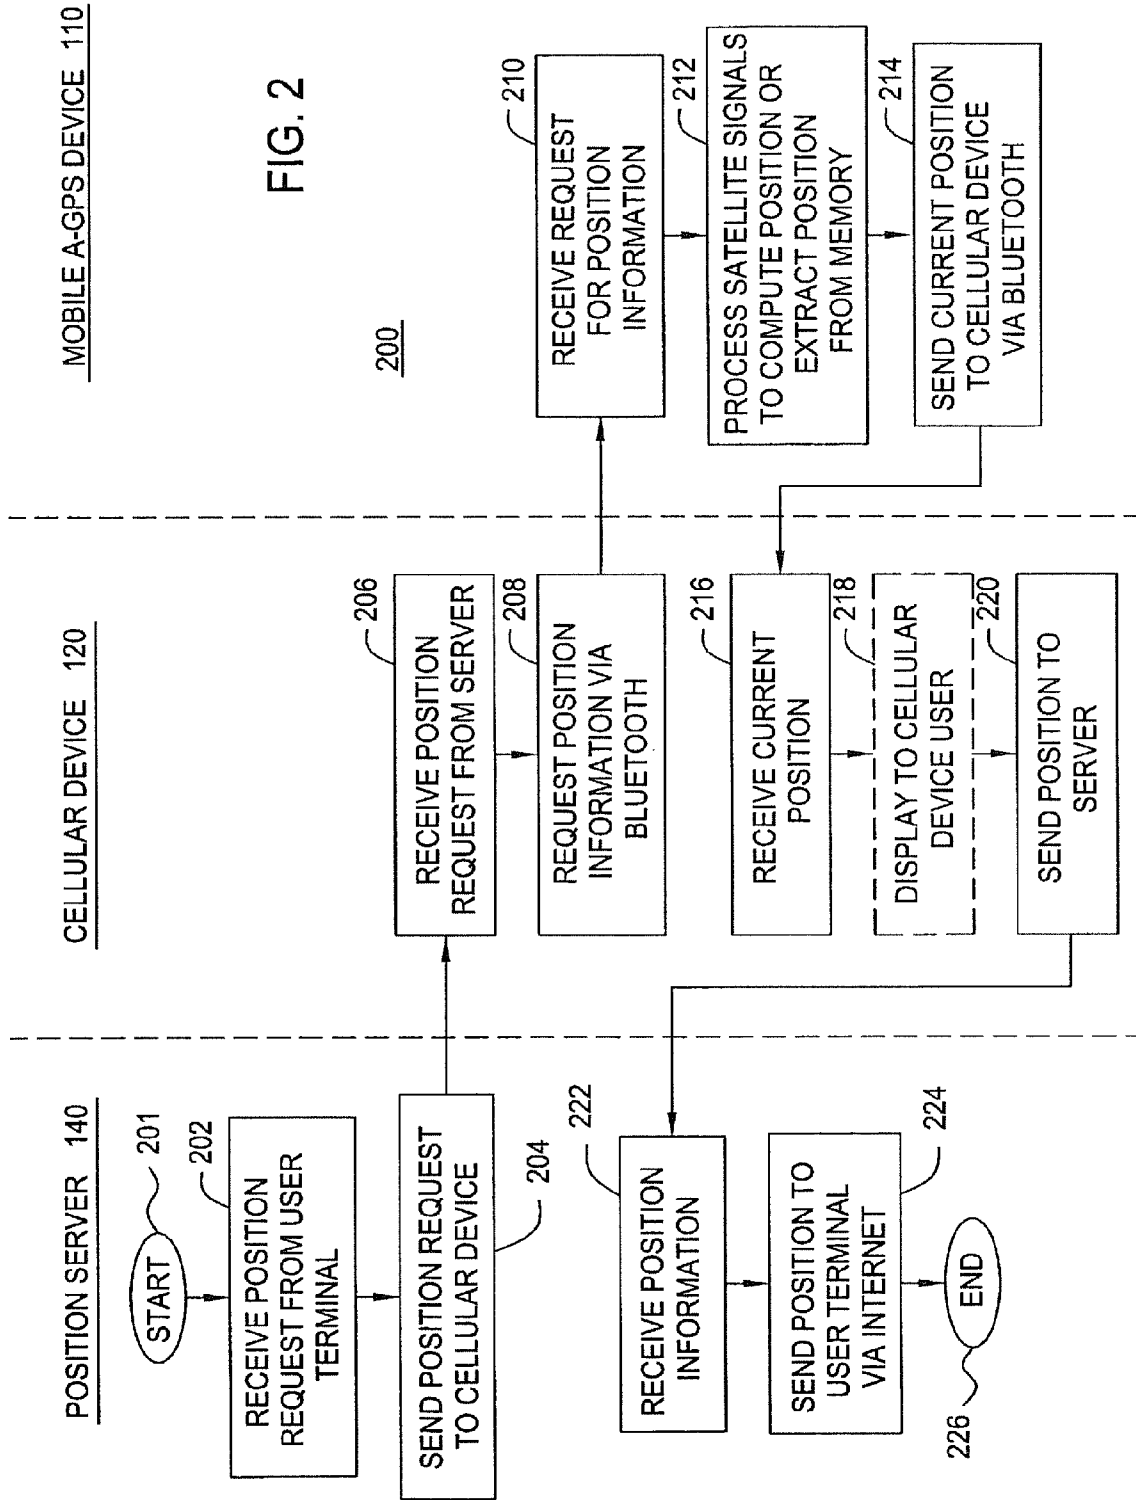 POSITION SERVER 140
CELLULAR DEVICE 120
MOBILE A-GPS DEVICE 110
FIG. 2
200
START
201
202
RECEIVE POSITION
REQUEST FROM USER
TERMINAL
SEND POSITION REQUEST
TO CELLULAR DEVICE
204
206
RECEIVE POSITION
REQUEST FROM SERVER
208
REQUEST POSITION
INFORMATION VIA
BLUETOOTH
210
RECEIVE REQUEST
FOR POSITION
INFORMATION
212
PROCESS SATELLITE SIGNALS
TO COMPUTE POSITION OR
EXTRACT POSITION
FROM MEMORY
214
SEND CURRENT POSITION
TO CELLULAR DEVICE
VIA BLUETOOTH
216
RECEIVE CURRENT
POSITION
218
DISPLAY TO CELLULAR
DEVICE USER
220
SEND POSITION TO
SERVER
222
RECEIVE POSITION
INFORMATION
224
SEND POSITION TO
USER TERMINAL
VIA INTERNET
END
226